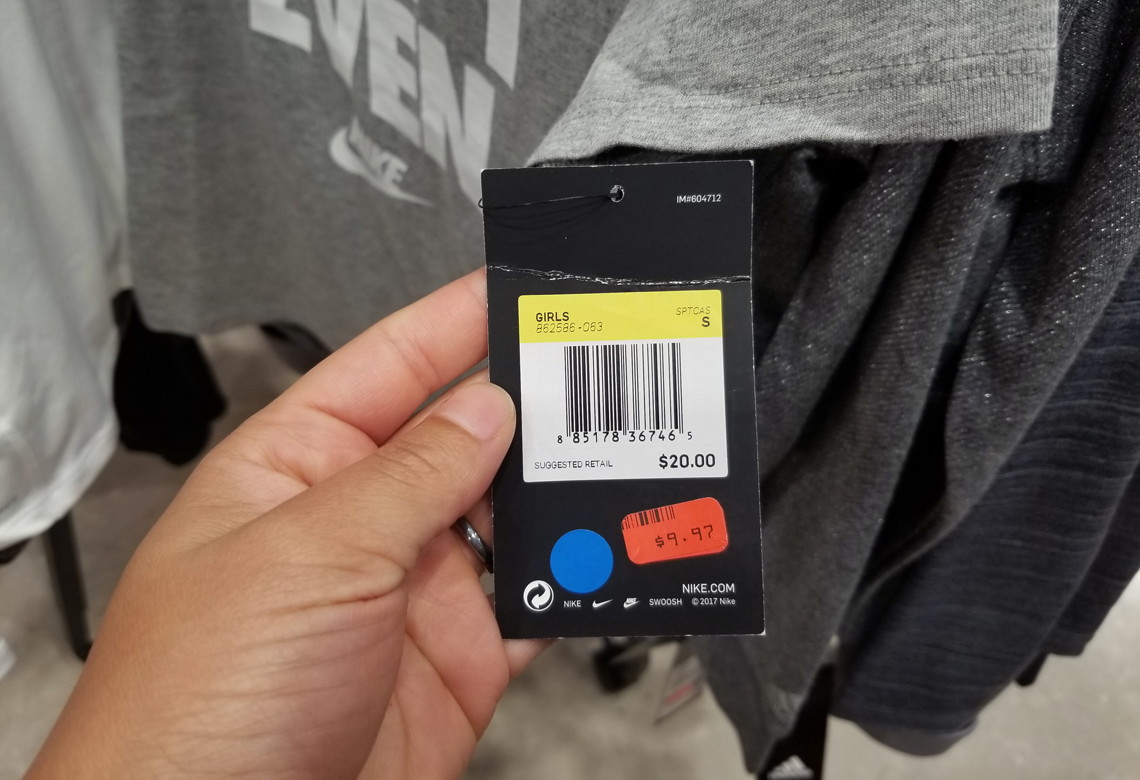 EVEN
NIKE
IM#604712
GIRLS
862586-063
SPTCAS
S
8 85178 36746 5
SUGGESTED RETAIL
$20.00
$9.97
NIKE.COM
NIKE SWOOSH © 2017 Nike